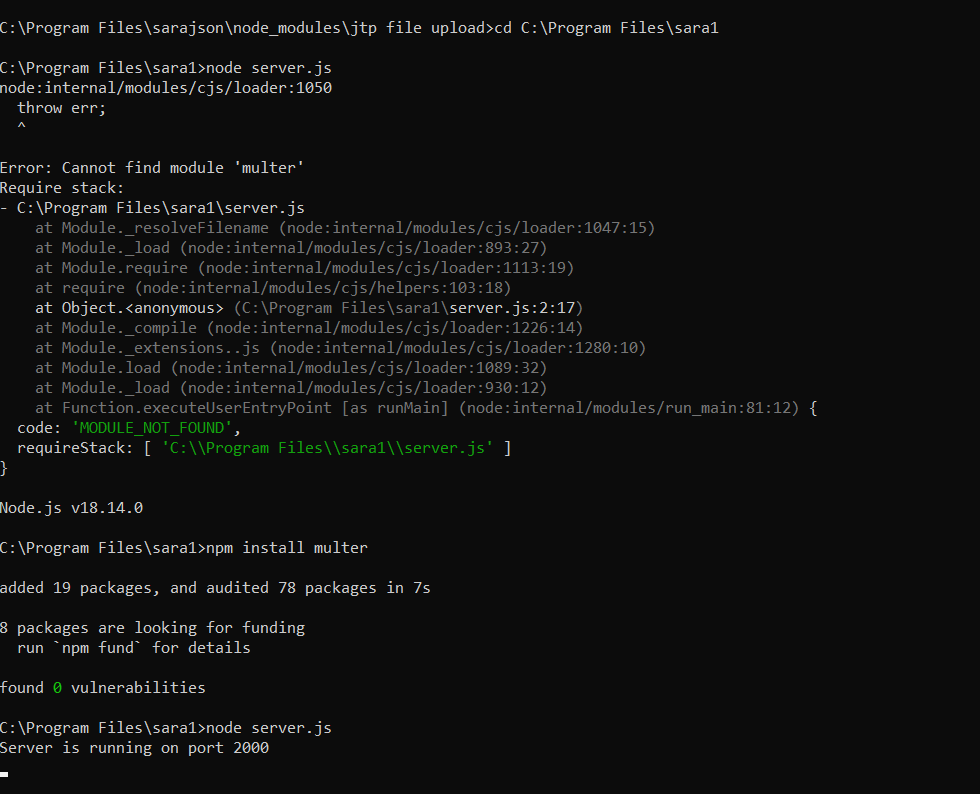 C:\Program Files\sarajson\node_modules\jtp file upload>cd C:\Program Files\sara1
C:\Program Files\sara1>node server.js
node:internal/modules/cjs/loader:1050
  throw err;
  ^
Error: Cannot find module 'multer'
Require stack:
- C:\Program Files\sara1\server.js
    at Module._resolveFilename (node:internal/modules/cjs/loader:1047:15)
    at Module._load (node:internal/modules/cjs/loader:893:27)
    at Module.require (node:internal/modules/cjs/loader:1113:19)
    at require (node:internal/modules/cjs/helpers:103:18)
    at Object.<anonymous> (C:\Program Files\sara1\server.js:2:17)
    at Module._compile (node:internal/modules/cjs/loader:1226:14)
    at Module._extensions..js (node:internal/modules/cjs/loader:1280:10)
    at Module.load (node:internal/modules/cjs/loader:1089:32)
    at Module._load (node:internal/modules/cjs/loader:930:12)
    at Function.executeUserEntryPoint [as runMain] (node:internal/modules/run_main:81:12) {
  code: 'MODULE_NOT_FOUND',
  requireStack: [ 'C:\\Program Files\\sara1\\server.js' ]
}
Node.js v18.14.0
C:\Program Files\sara1>npm install multer
added 19 packages, and audited 78 packages in 7s
8 packages are looking for funding
  run `npm fund` for details
found 0 vulnerabilities
C:\Program Files\sara1>node server.js
Server is running on port 2000